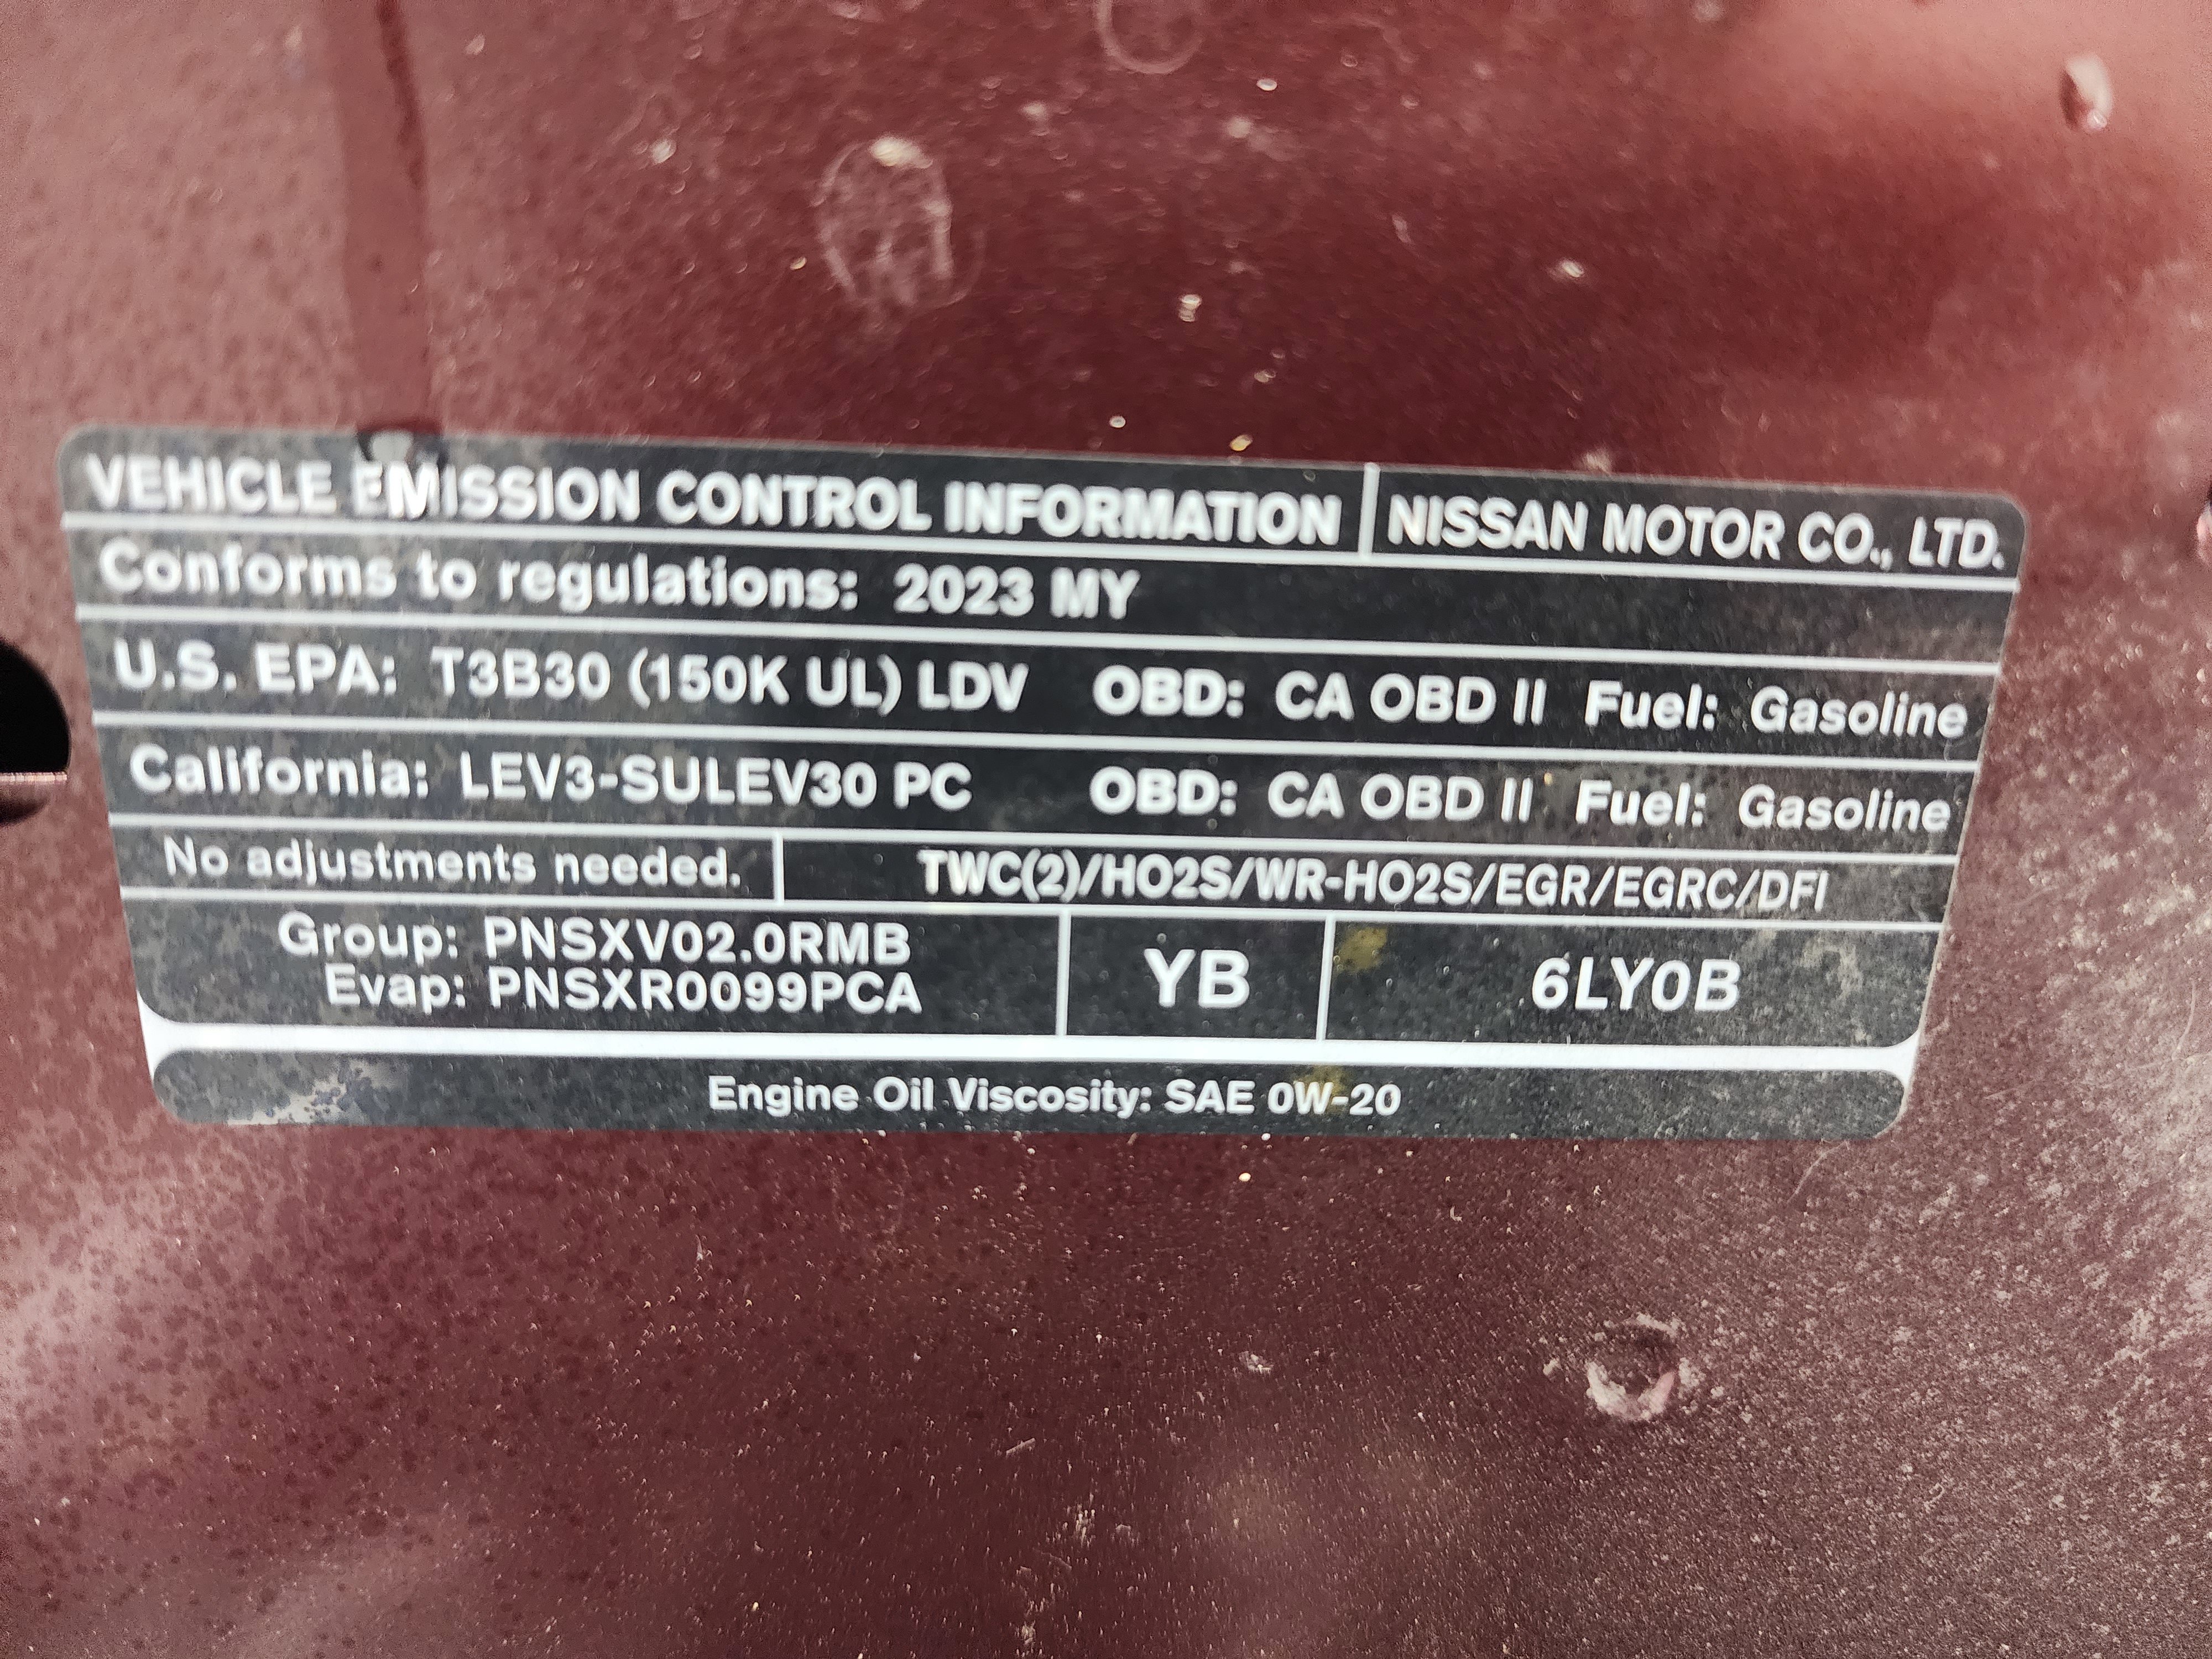 VEHICLE EMISSION CONTROL INFORMATION NISSAN MOTOR CO., LTD.
Conforms to regulations: 2023 MY
U.S. EPA: T3B30 (150K UL) LDV OBD: CA OBD II Fuel: Gasoline
California: LEV3-SULEV30 PC OBD: CA OBD II Fuel: Gasoline
No adjustments needed. TWC(2)/HO2S/WR-HO2S/EGR/EGRC/DFI
Group: PNSXV02.0RMB
Evap: PNSXR0099PCA
YB
6LY0B
Engine Oil Viscosity: SAE 0W-20